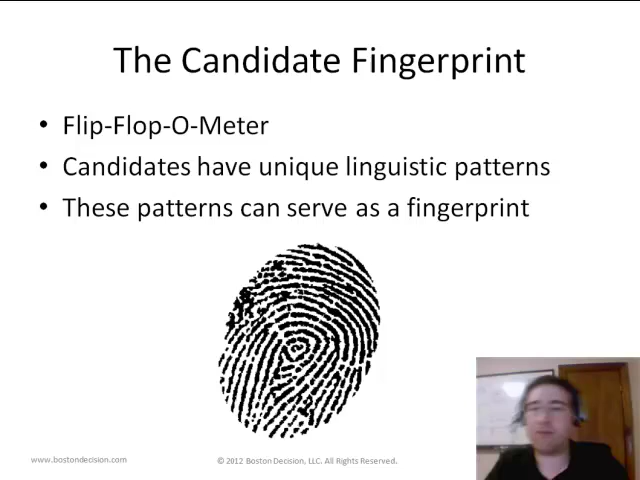 The Candidate Fingerprint
• Flip-Flop-O-Meter
• Candidates have unique linguistic patterns
• These patterns can serve as a fingerprint
www.bostondecision.com
© 2012 Boston Decision, LLC. All Rights Reserved.